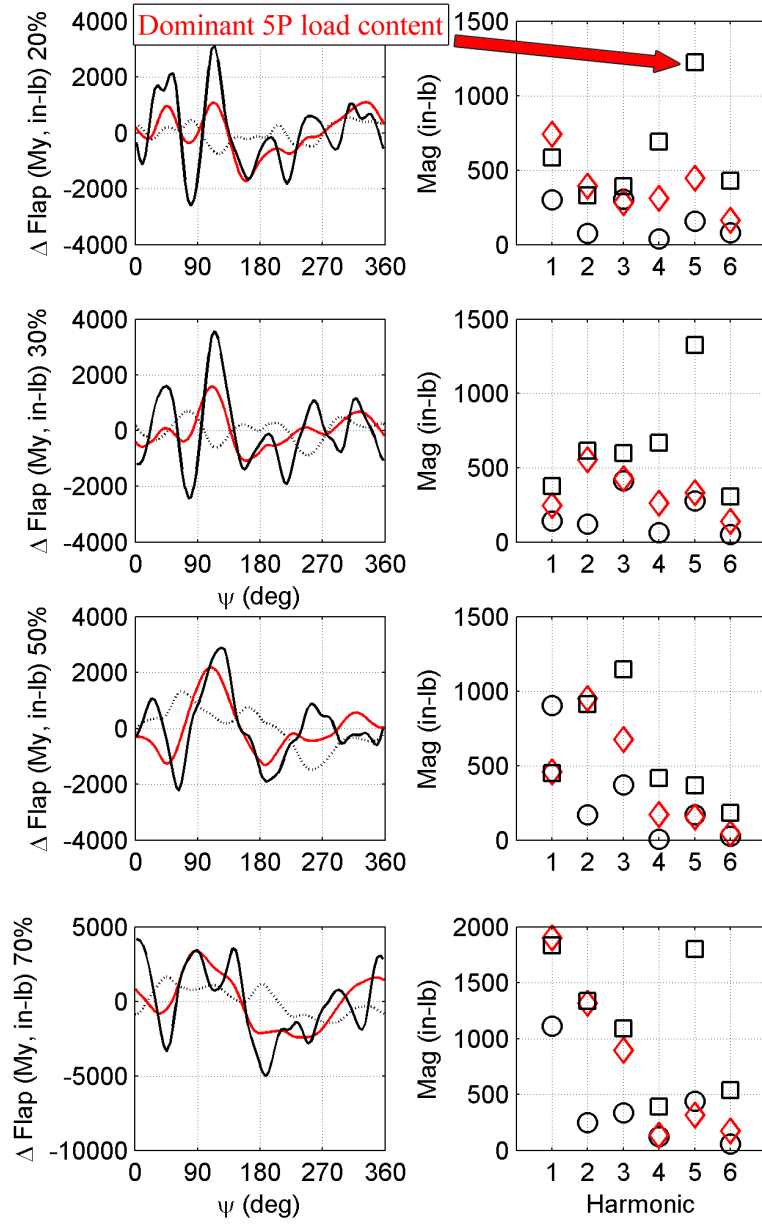 Dominant 5P load content
Δ Flap (My, in-lb) 20%
4000
2000
0
-2000
-4000
0 90 180 270 360
Mag (in-lb)
1500
1000
500
0
1 2 3 4 5 6
Δ Flap (My, in-lb) 30%
4000
2000
0
-2000
-4000
0 90 180 270 360
ψ (deg)
Mag (in-lb)
1500
1000
500
0
1 2 3 4 5 6
Δ Flap (My, in-lb) 50%
4000
2000
0
-2000
-4000
0 90 180 270 360
Mag (in-lb)
1500
1000
500
0
1 2 3 4 5 6
Δ Flap (My, in-lb) 70%
5000
0
-5000
-10000
0 90 180 270 360
ψ (deg)
Mag (in-lb)
2000
1500
1000
500
0
1 2 3 4 5 6
Harmonic